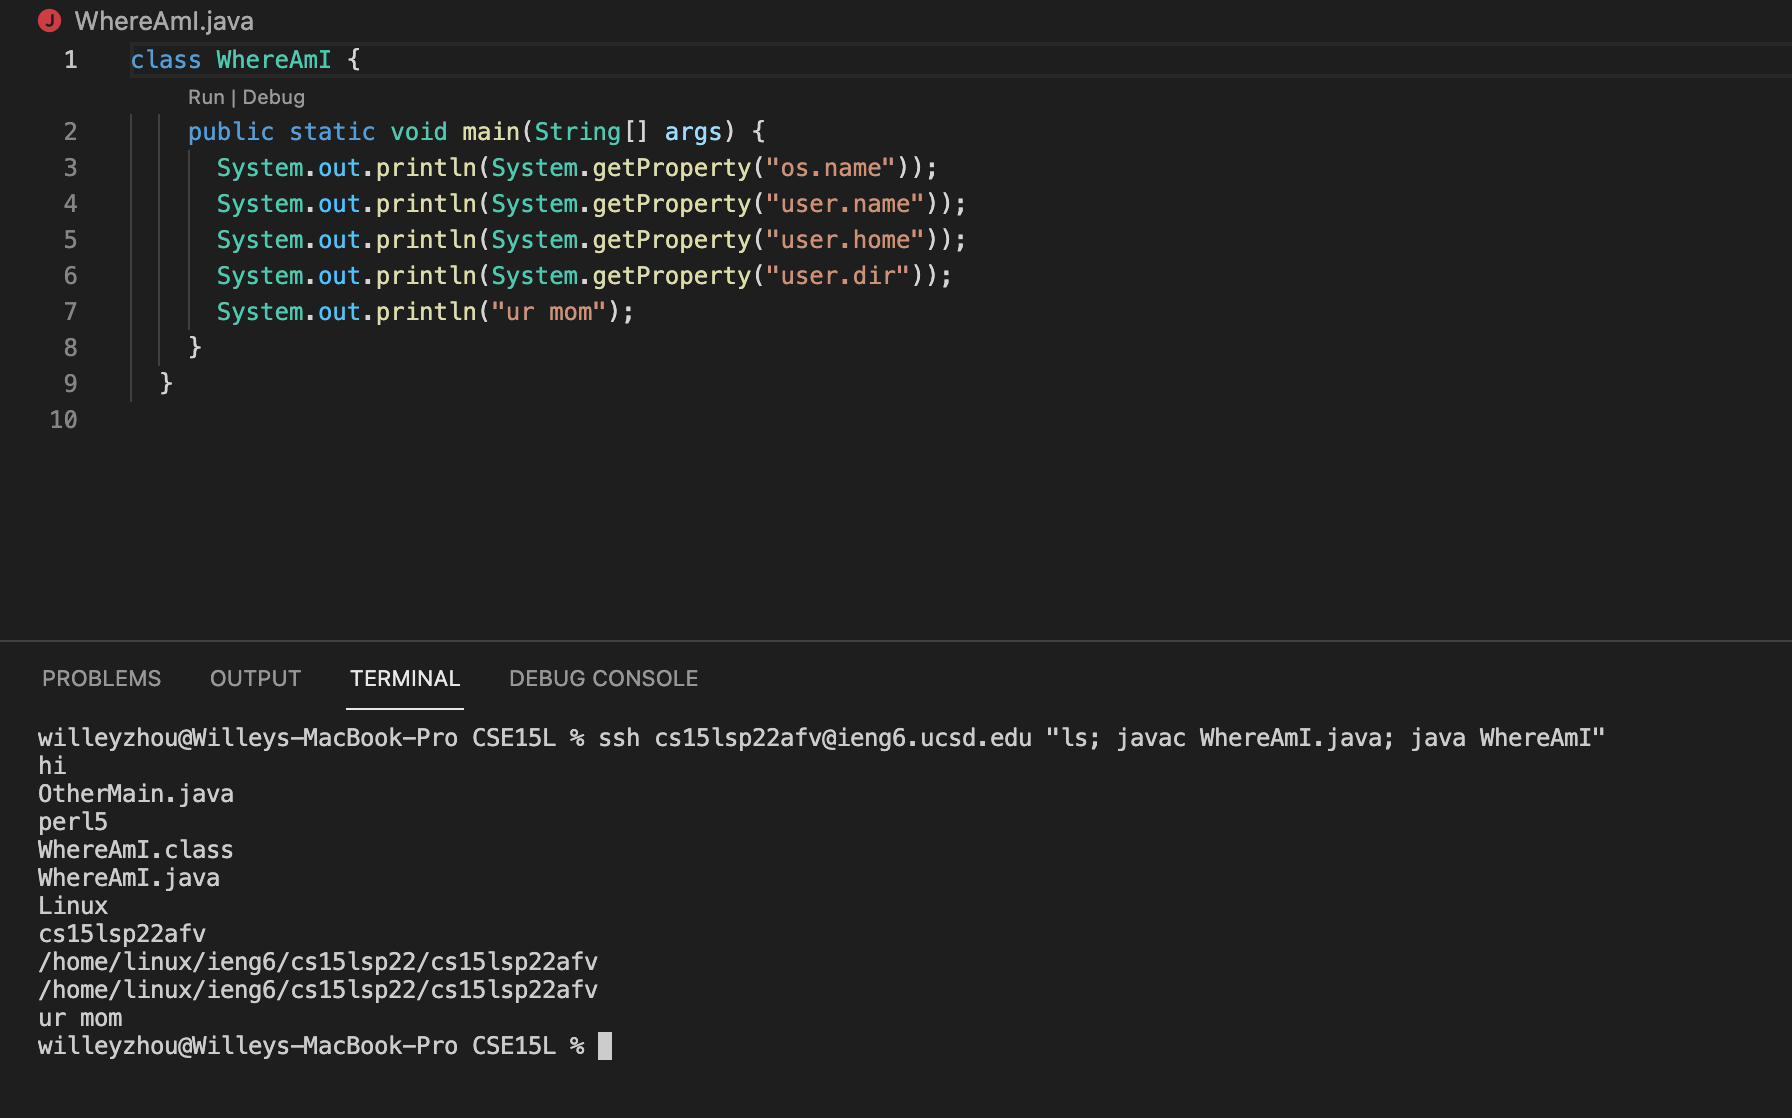 WhereAmI.java
1 class WhereAmI {
Run | Debug
2 public static void main(String[] args) {
3 System.out.println(System.getProperty("os.name"));
4 System.out.println(System.getProperty("user.name"));
5 System.out.println(System.getProperty("user.home"));
6 System.out.println(System.getProperty("user.dir"));
7 System.out.println("ur mom");
8 }
9 }
10
PROBLEMS OUTPUT TERMINAL DEBUG CONSOLE
willeyzhou@Willeys-MacBook-Pro CSE15L % ssh cs15lsp22afv@ieng6.ucsd.edu "ls; javac WhereAmI.java; java WhereAmI"
hi
OtherMain.java
perl5
WhereAmI.class
WhereAmI.java
Linux
cs15lsp22afv
/home/linux/ieng6/cs15lsp22/cs15lsp22afv
/home/linux/ieng6/cs15lsp22/cs15lsp22afv
ur mom
willeyzhou@Willeys-MacBook-Pro CSE15L %